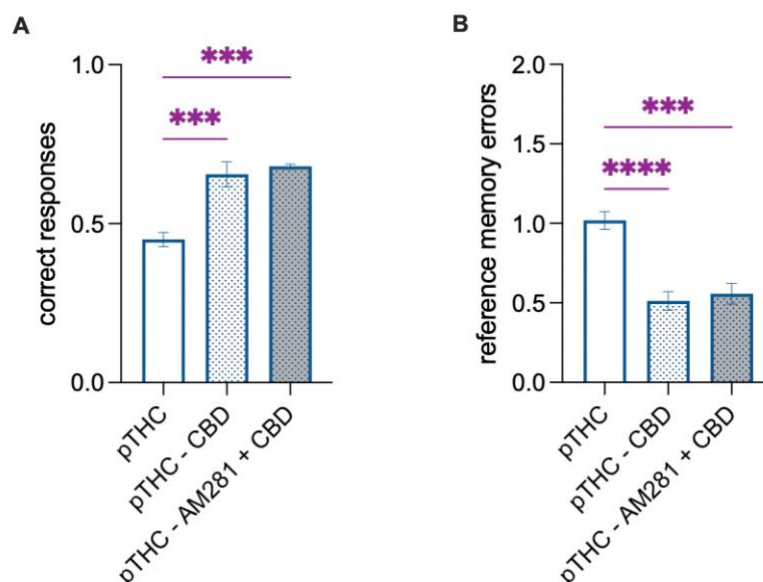 A
correct responses
1.0
0.5
0.0
***
***
pTHC
pTHC - CBD
pTHC - AM281 + CBD
B
reference memory errors
2.0
1.5
1.0
0.5
0.0
***
****
pTHC
pTHC - CBD
pTHC - AM281 + CBD